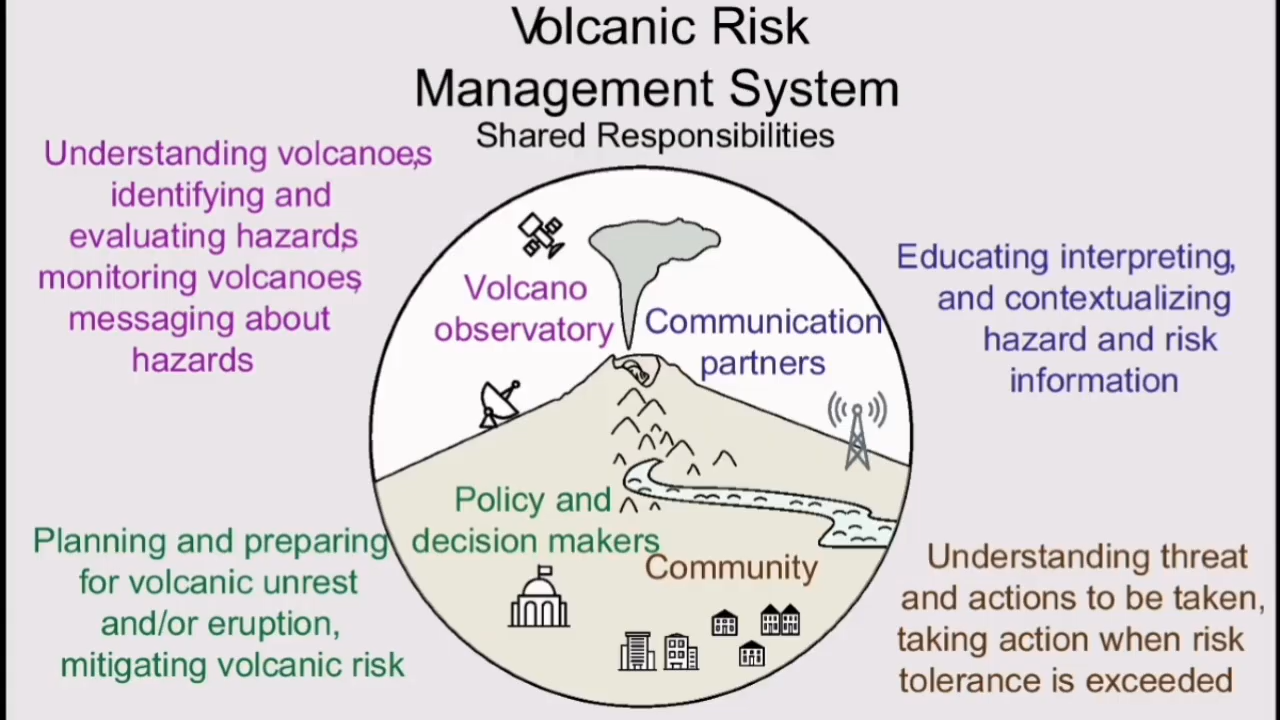 Volcanic Risk
Management System
Shared Responsibilities
Understanding volcanoes,
identifying and
evaluating hazards,
monitoring volcanoes,
messaging about
hazards
Volcano
observatory
Communication
partners
Educating interpreting,
and contextualizing
hazard and risk
information
Policy and
decision makers
Planning and preparing
for volcanic unrest
and/or eruption,
mitigating volcanic risk
Community
Understanding threat
and actions to be taken,
taking action when risk
tolerance is exceeded